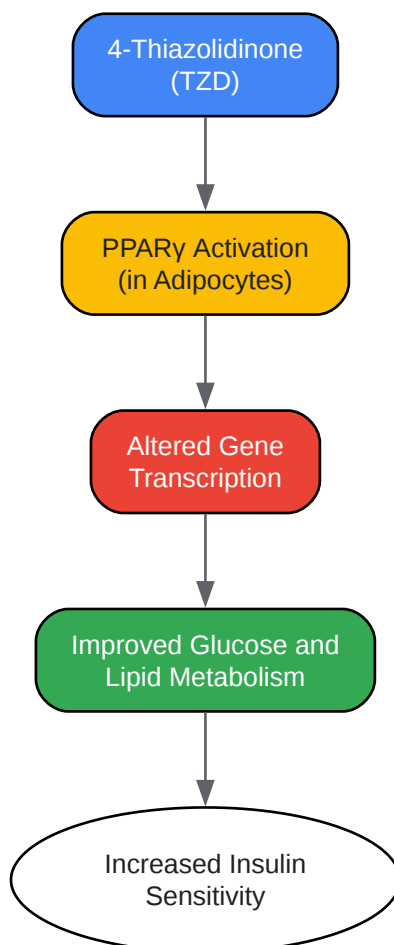 4-Thiazolidinone
(TZD)
PPARγ Activation
(in Adipocytes)
Altered Gene
Transcription
Improved Glucose and
Lipid Metabolism
Increased Insulin
Sensitivity